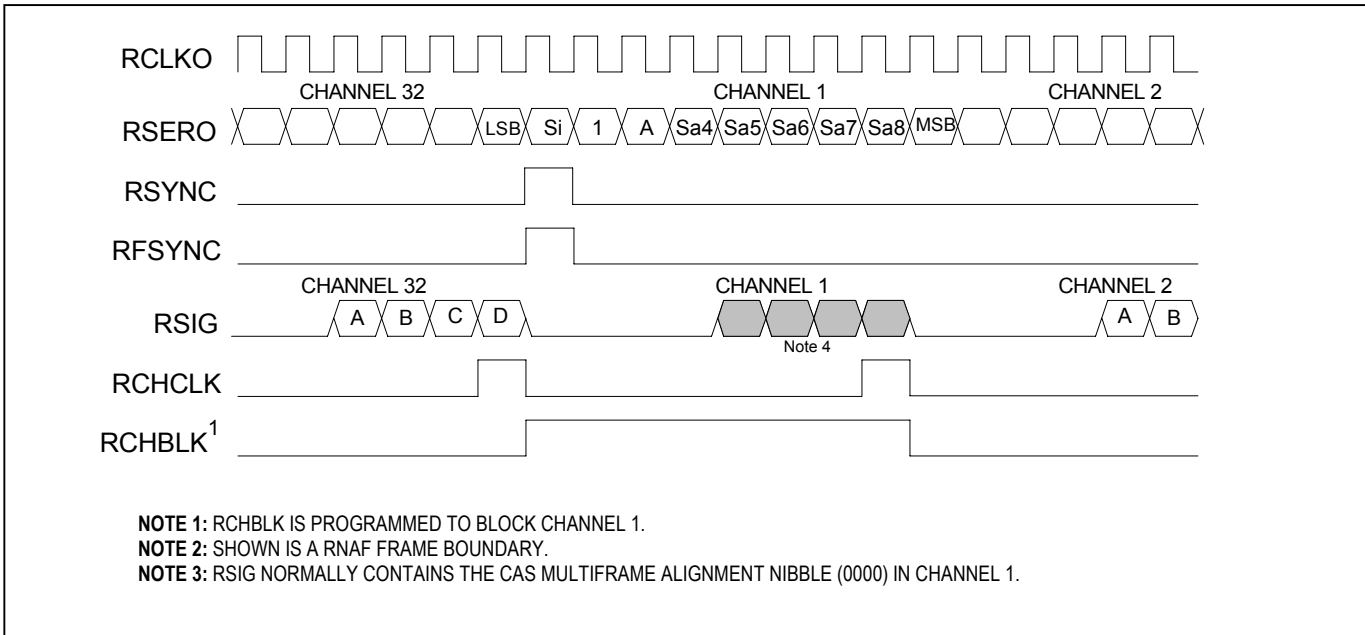 RCLKO
CHANNEL 32 CHANNEL 1 CHANNEL 2
RSERO LSB Si 1 A Sa4 Sa5 Sa6 Sa7 Sa8 MSB
RSYNC
RFSYNC
CHANNEL 32 CHANNEL 1 CHANNEL 2
RSIG A B C D A B
Note 4
RCHCLK
RCHBLK1
NOTE 1: RCHBLK IS PROGRAMMED TO BLOCK CHANNEL 1.
NOTE 2: SHOWN IS A RNAF FRAME BOUNDARY.
NOTE 3: RSIG NORMALLY CONTAINS THE CAS MULTIFRAME ALIGNMENT NIBBLE (0000) IN CHANNEL 1.